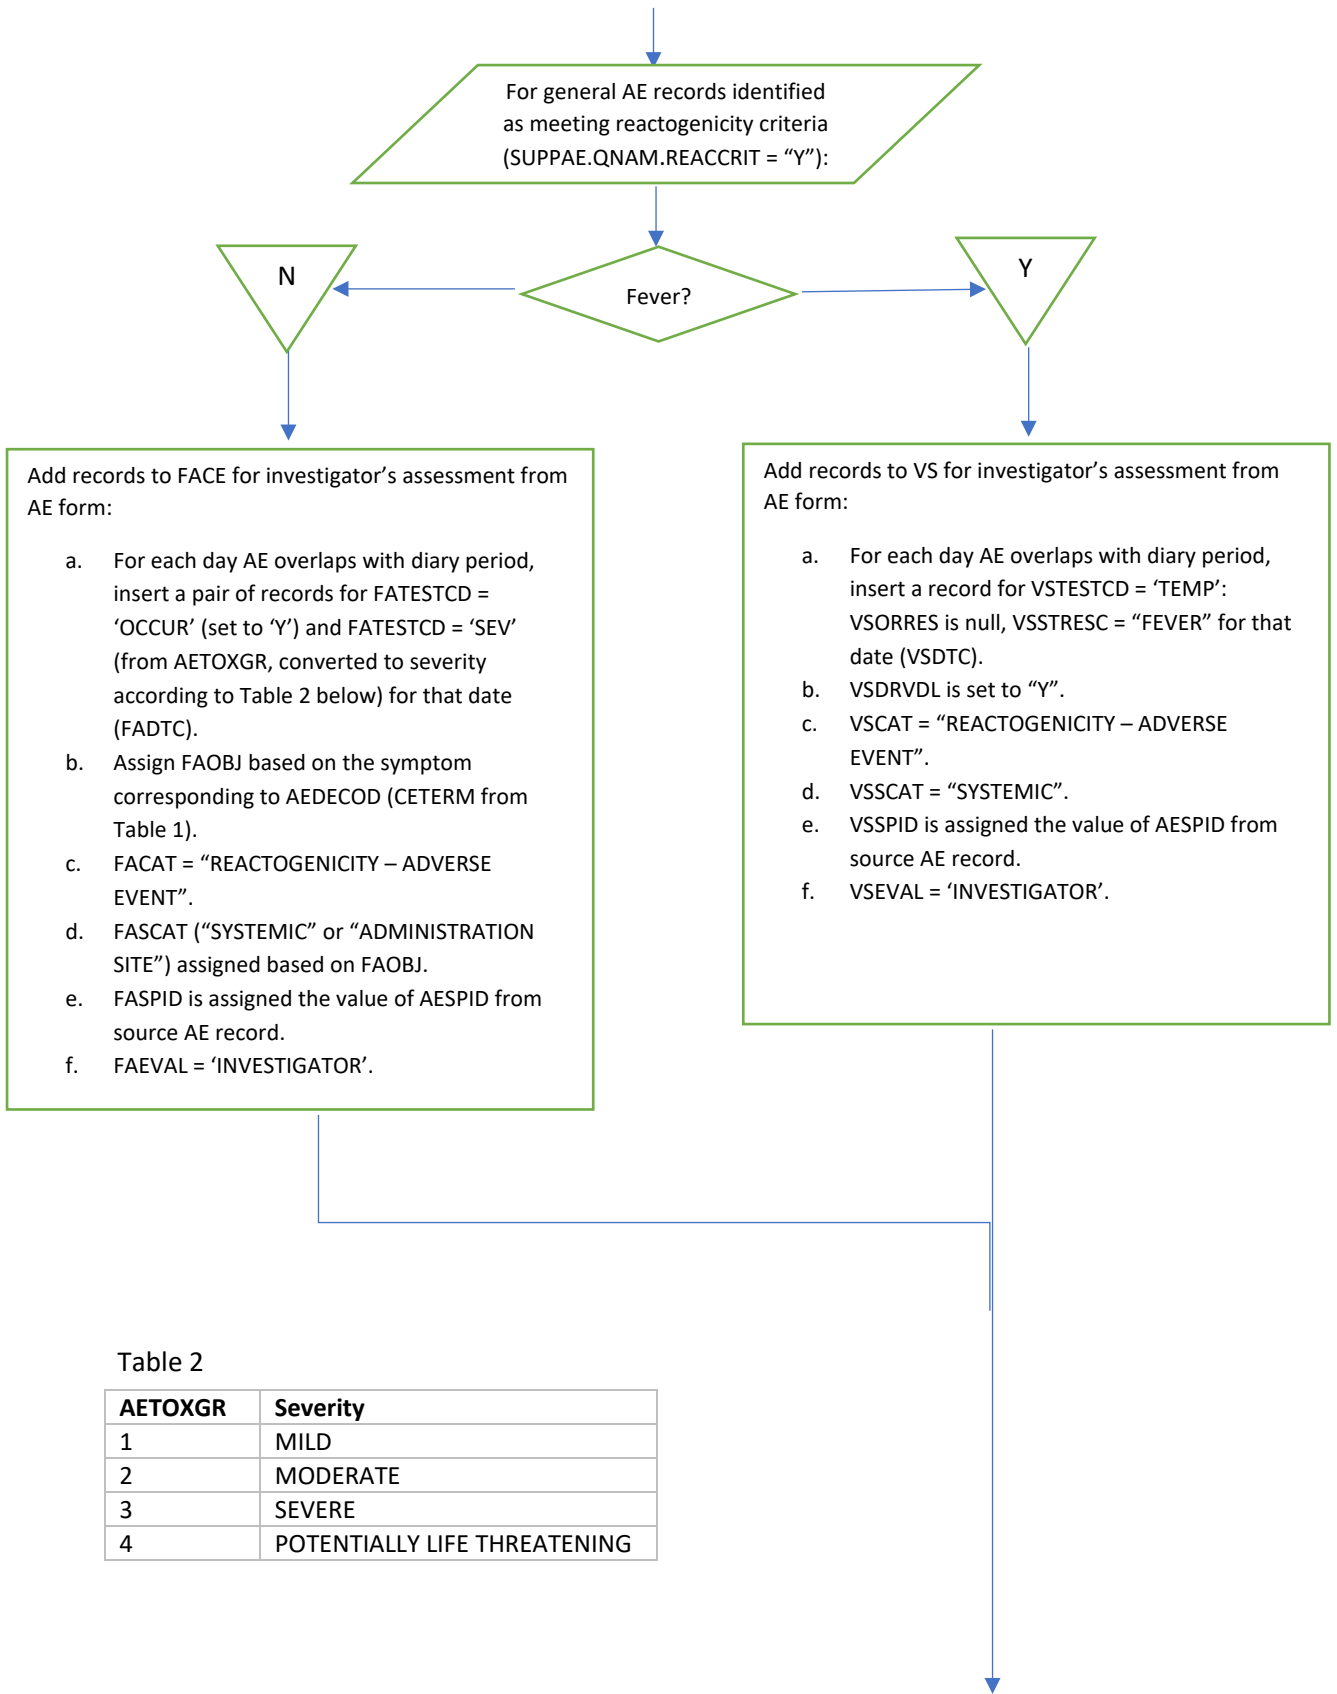 For general AE records identified
as meeting reactogenicity criteria
(SUPPAE.QNAM.REACCRIT = “Y”):
N
Fever?
Y
Add records to FACE for investigator’s assessment from
AE form:
a. For each day AE overlaps with diary period,
insert a pair of records for FATESTCD =
‘OCCUR’ (set to ‘Y’) and FATESTCD = ‘SEV’
(from AETOXGR, converted to severity
according to Table 2 below) for that date
(FADTC).
b. Assign FAOBJ based on the symptom
corresponding to AEDECOD (CETERM from
Table 1).
c. FACAT = “REACTOGENICITY – ADVERSE
EVENT”.
d. FASCAT (“SYSTEMIC” or “ADMINISTRATION
SITE”) assigned based on FAOBJ.
e. FASPID is assigned the value of AESPID from
source AE record.
f. FAEVAL = ‘INVESTIGATOR’.
Add records to VS for investigator’s assessment from
AE form:
a. For each day AE overlaps with diary period,
insert a record for VSTESTCD = ‘TEMP’:
VSORRES is null, VSSTRESC = “FEVER” for that
date (VSDTC).
b. VSDRVDL is set to “Y”.
c. VSCAT = “REACTOGENICITY – ADVERSE
EVENT”.
d. VSSCAT = “SYSTEMIC”.
e. VSSPID is assigned the value of AESPID from
source AE record.
f. VSEVAL = ‘INVESTIGATOR’.
Table 2
AETOXGR Severity
1 MILD
2 MODERATE
3 SEVERE
4 POTENTIALLY LIFE THREATENING